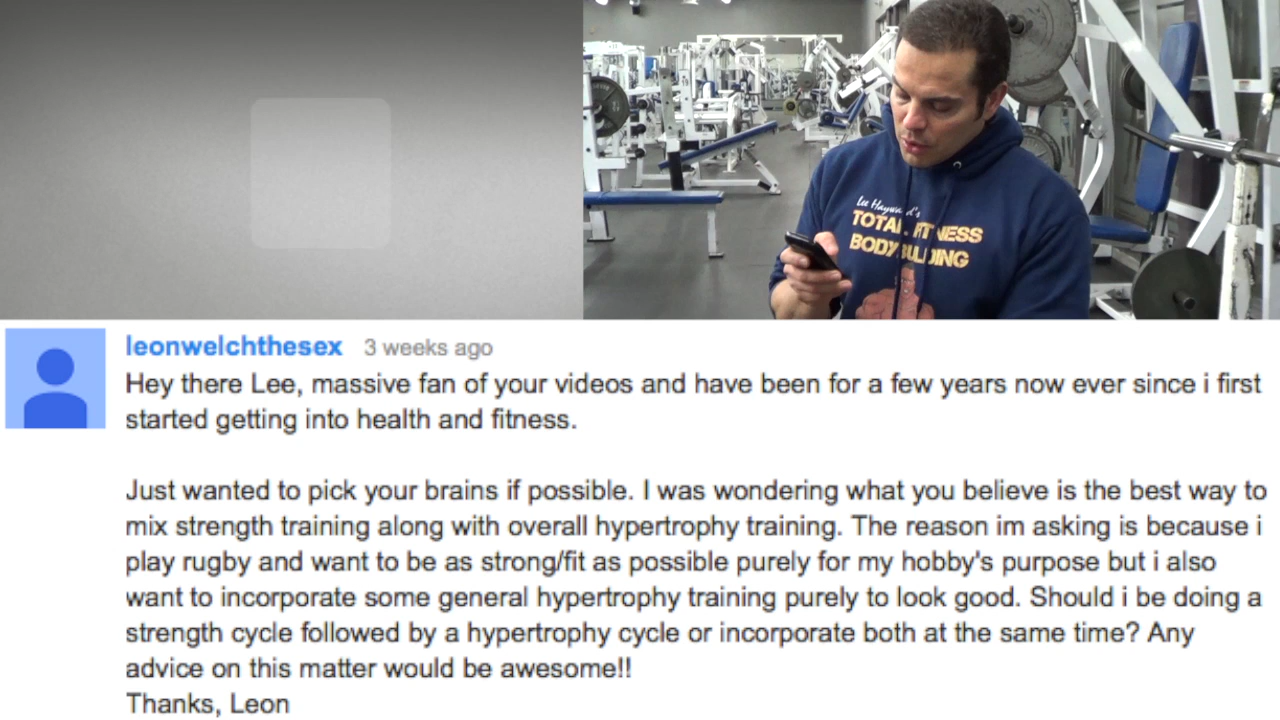 Lee Hayward's
TOTAL FITNESS
BODYBUILDING
leonwelchthesex 3 weeks ago
Hey there Lee, massive fan of your videos and have been for a few years now ever since i first
started getting into health and fitness.
Just wanted to pick your brains if possible. I was wondering what you believe is the best way to
mix strength training along with overall hypertrophy training. The reason im asking is because i
play rugby and want to be as strong/fit as possible purely for my hobby's purpose but i also
want to incorporate some general hypertrophy training purely to look good. Should i be doing a
strength cycle followed by a hypertrophy cycle or incorporate both at the same time? Any
advice on this matter would be awesome!!
Thanks, Leon